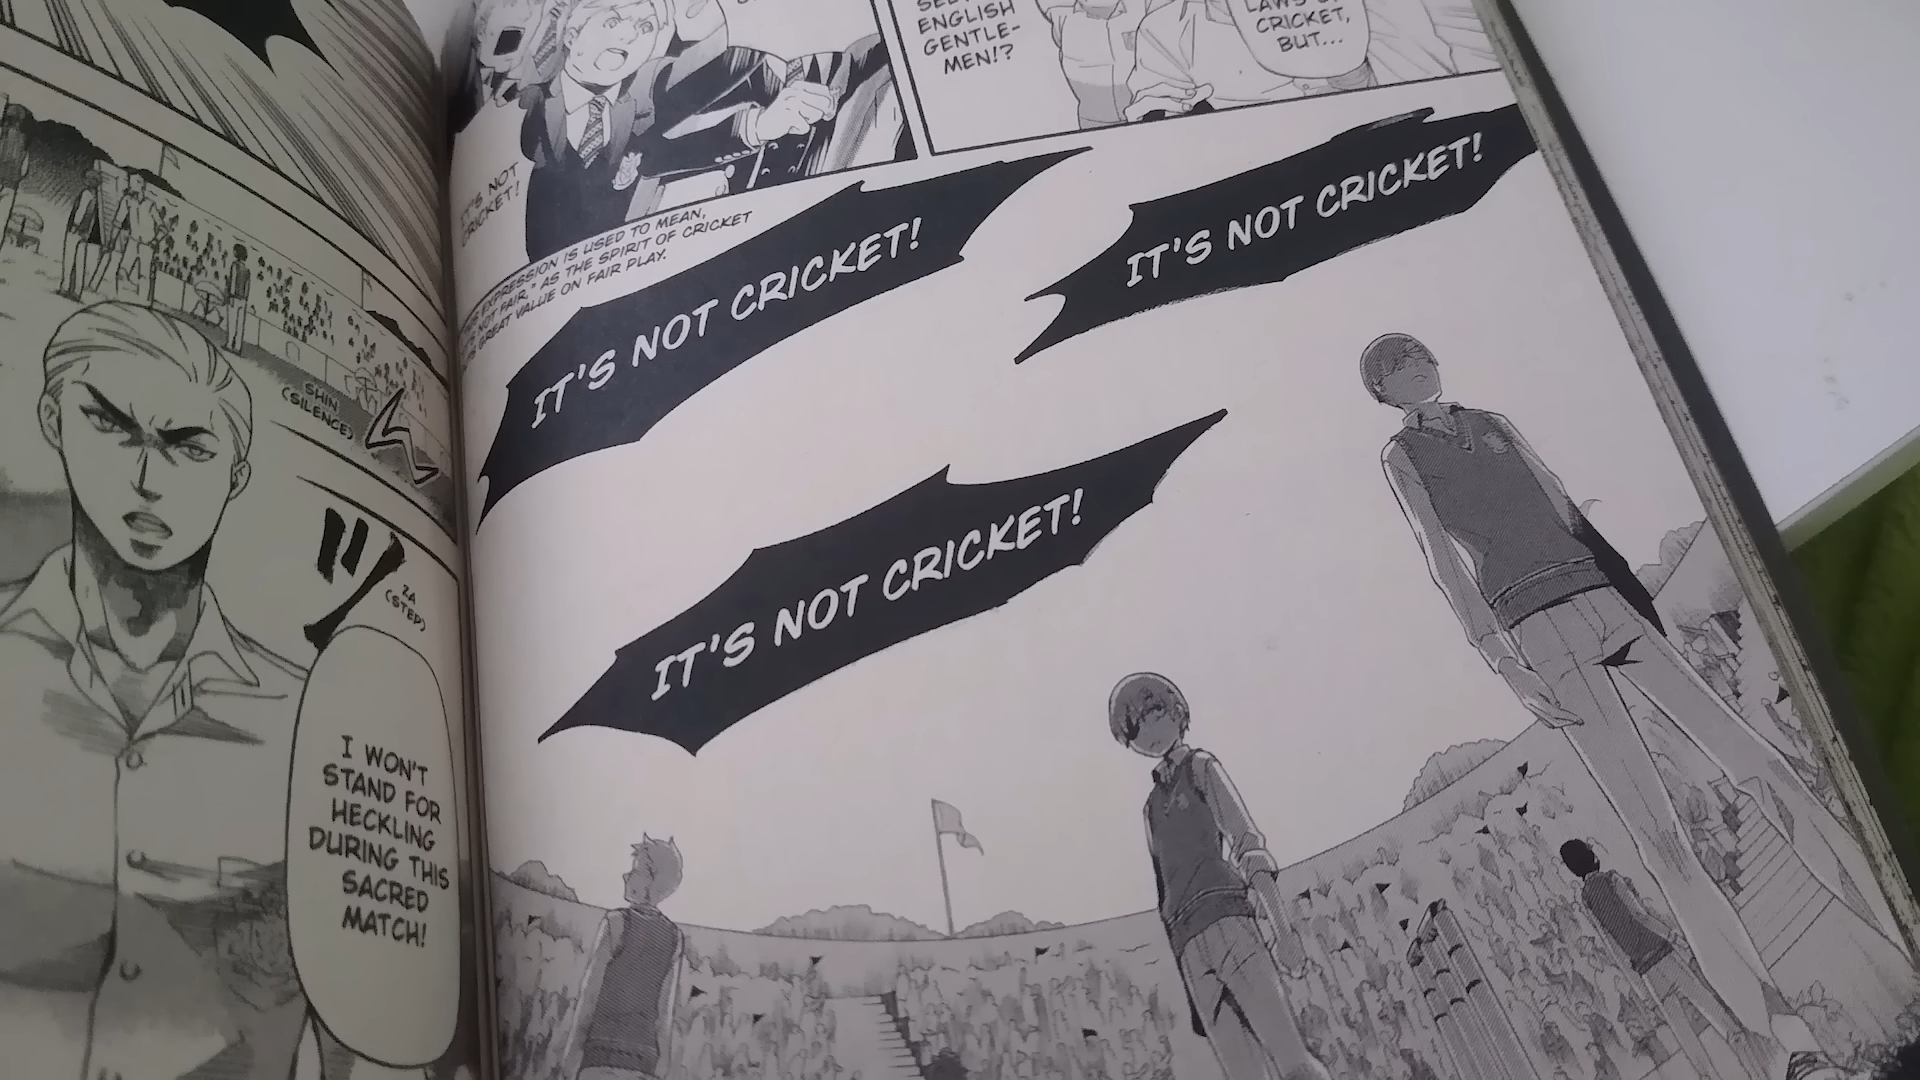 SHIN
(SILENCE)
ZA
(STEP)
I WON'T
STAND FOR
HECKLING
DURING THIS
SACRED
MATCH!
ENGLISH
GENTLE-
MEN!?
CRICKET,
BUT...
IT'S NOT
CRICKET!
EXPRESSION IS USED TO MEAN,
NOT FAIR," AS THE SPIRIT OF CRICKET
GREAT VALUE ON FAIR PLAY.
IT'S NOT CRICKET!
IT'S NOT CRICKET!
IT'S NOT CRICKET!